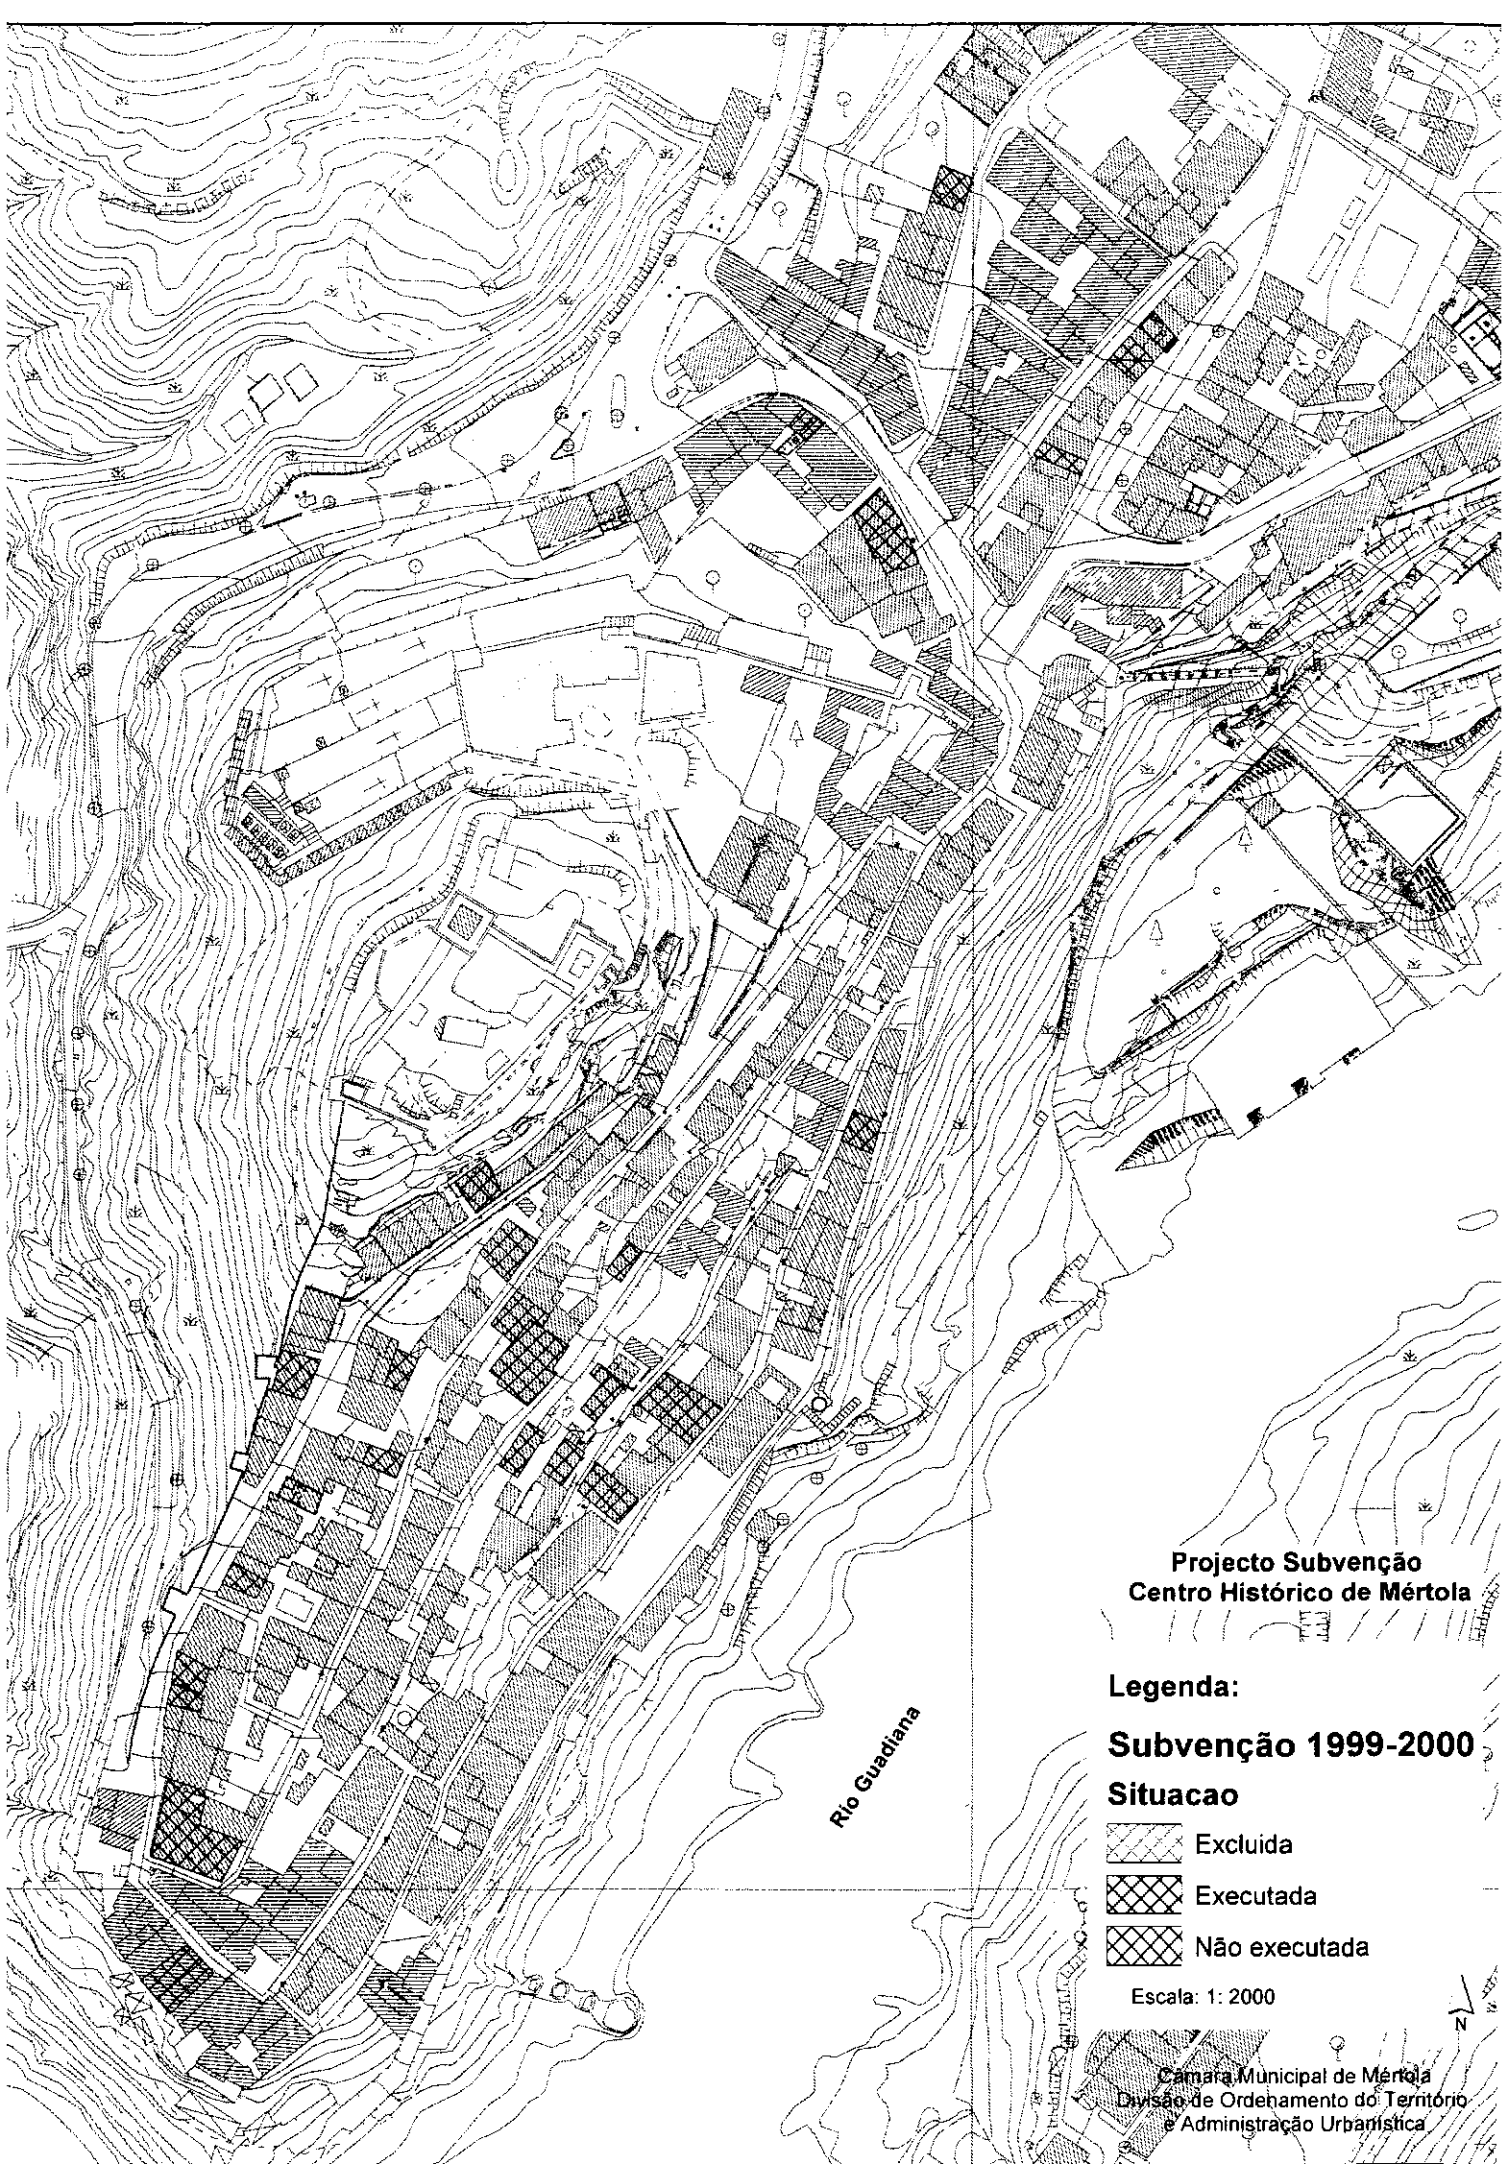 Rio Guadiana
Projecto Subvenção
Centro Histórico de Mértola
Legenda:
Subvenção 1999-2000
Situacao
Excluida
Executada
Não executada
Escala: 1: 2000
N
Câmara Municipal de Mértola
Divisão de Ordenamento do Território
e Administração Urbanística